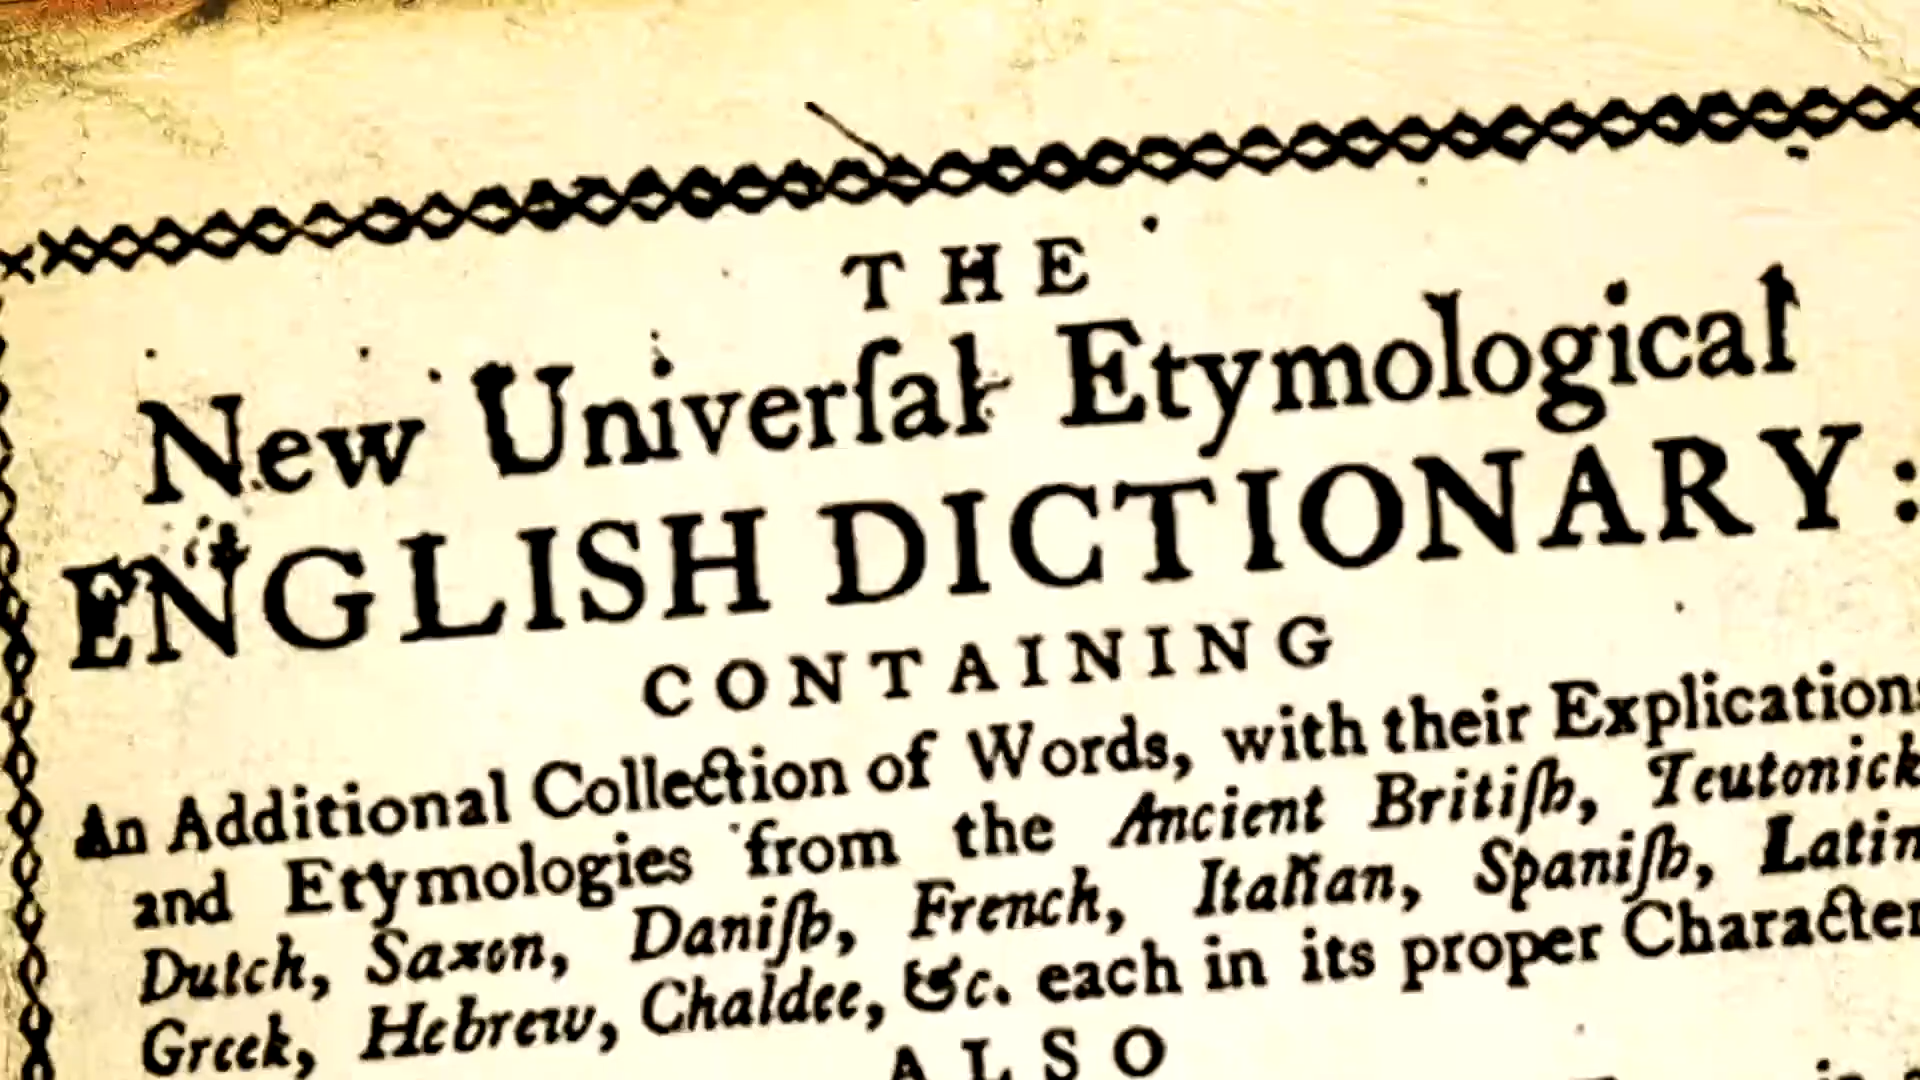 THE
New Univerſal Etymological
ENGLISH DICTIONARY:
CONTAINING
An Additional Collection of Words, with their Explications
and Etymologies from the Ancient Britiſh, Teutonick
Dutch, Saxon, Daniſh, French, Italian, Spaniſh, Latin
Greek, Hebrew, Chaldee, &c. each in its proper Character
ALSO